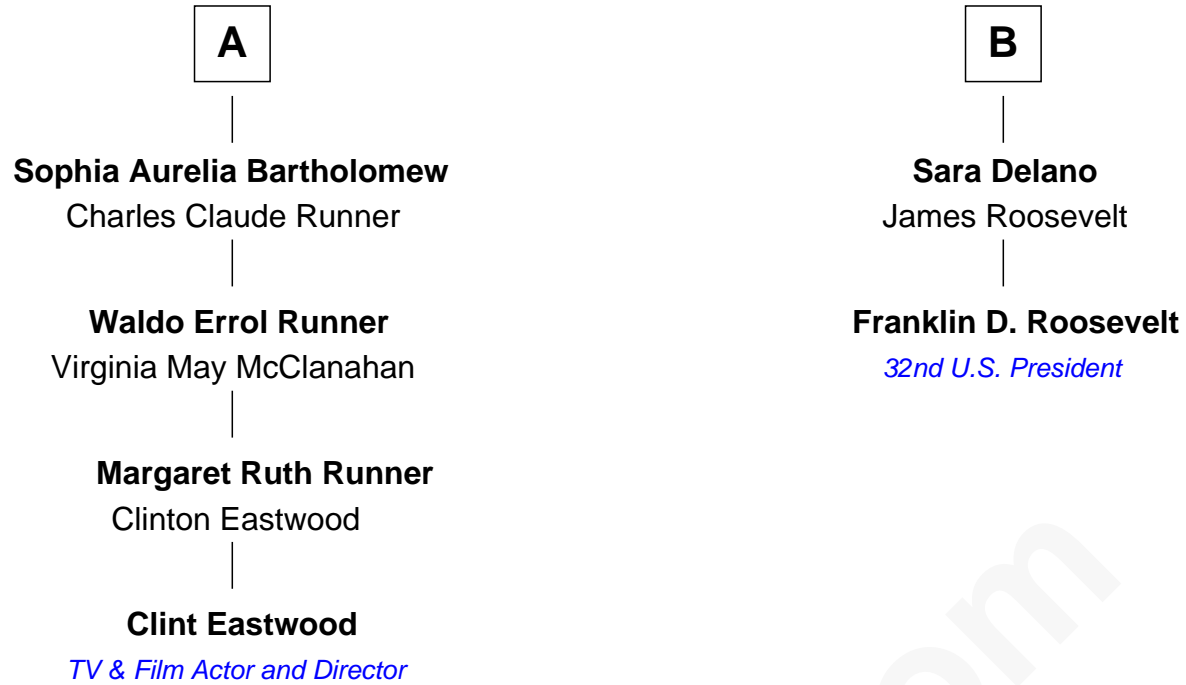 A
Sophia Aurelia Bartholomew
Charles Claude Runner
Waldo Errol Runner
Virginia May McClanahan
Margaret Ruth Runner
Clinton Eastwood
Clint Eastwood
TV & Film Actor and Director
B
Sara Delano
James Roosevelt
Franklin D. Roosevelt
32nd U.S. President
om